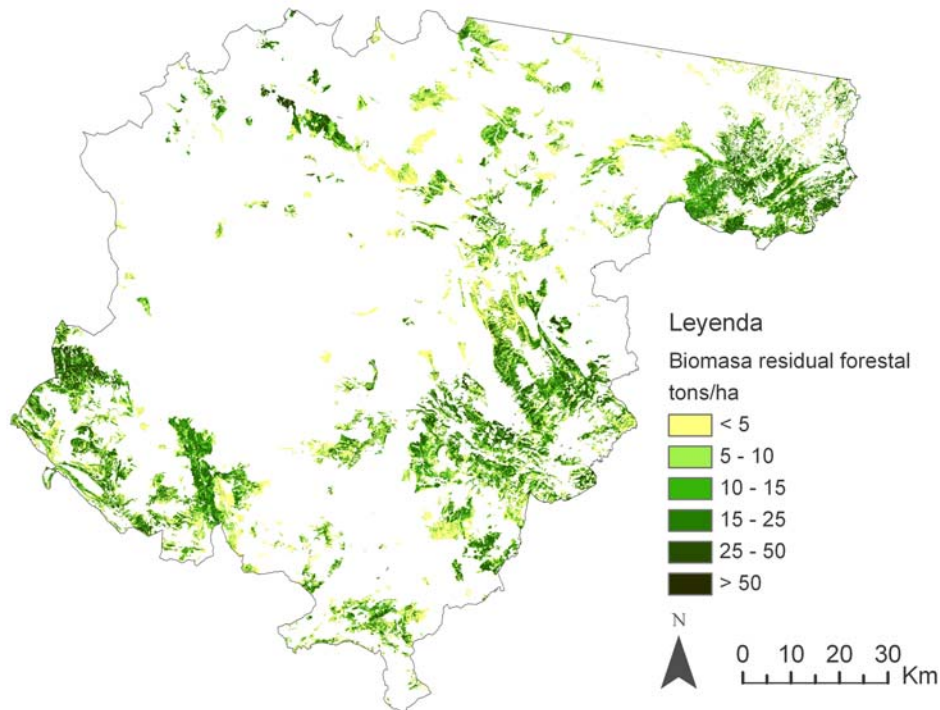 Leyenda
Biomasa residual forestal
tons/ha
< 5
5 - 10
10 - 15
15 - 25
25 - 50
> 50
N
0 10 20 30
Km